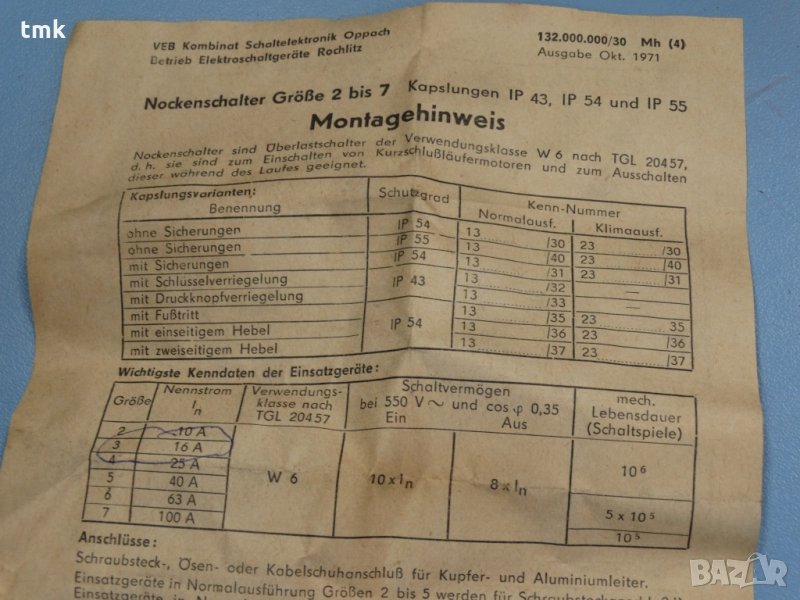 tmk
VEB Kombinat Schaltelektronik Oppach
Betrieb Elektroschaltgeräte Rochlitz
132.000.000/30 Mh (4)
Ausgabe Okt. 1971
Nockenschalter Größe 2 bis 7 Kapslungen IP 43, IP 54 und IP 55
Montagehinweis
Nockenschalter sind Überlastschalter der Verwendungsklasse W 6 nach TGL 20457,
d. h. sie sind zum Einschalten von Kurzschlußläufermotoren und zum Ausschalten
dieser während des Laufes geeignet.
Kapslungsvarianten:
Benennung
Schutzgrad
Kenn-Nummer
Normalausf. Klimaausf.
ohne Sicherungen IP 54 13 ........ /30 23 ........ /30
ohne Sicherungen IP 55 13 ........ /40 23 ........ /40
mit Sicherungen IP 54 13 ........ /31 23 ........ /31
mit Schlüsselverriegelung IP 43 13 ........ /32 —
mit Druckknopfverriegelung 13 ........ /33 —
mit Fußtritt IP 54 13 ........ /35 23 ........ 35
mit einseitigem Hebel 13 ........ /36 23 ........ /36
mit zweiseitigem Hebel 13 ........ /37 23 ........ /37
Wichtigste Kenndaten der Einsatzgeräte:
Größe
Nennstrom
In
Verwendungs-
klasse nach
TGL 20457
Schaltvermögen
bei 550 V ~ und cos φ 0,35
Ein Aus
mech.
Lebensdauer
(Schaltspiele)
2 10 A
3 16 A
4 25 A
5 40 A
6 63 A
7 100 A
W 6
10 x In
8 x In
10⁶
5 x 10⁵
10⁵
Anschlüsse:
Schraubsteck-, Ösen- oder Kabelschuhanschluß für Kupfer- und Aluminiumleiter.
Einsatzgeräte in Normalausführung Größen 2 bis 5 werden für
Einsatzgeräte in
BAZAR